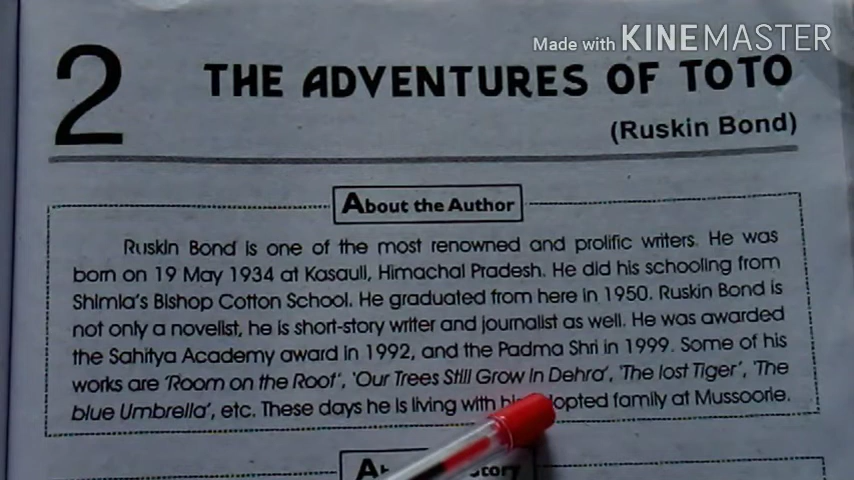 Made with KINEMASTER
2
THE ADVENTURES OF TOTO
(Ruskin Bond)
About the Author
Ruskin Bond is one of the most renowned and prolific writers. He was
born on 19 May 1934 at Kasauli, Himachal Pradesh. He did his schooling from
Shimla's Bishop Cotton School. He graduated from here in 1950. Ruskin Bond is
not only a novelist, he is short-story writer and journalist as well. He was awarded
the Sahitya Academy award in 1992, and the Padma Shri in 1999. Some of his
works are 'Room on the Roof', 'Our Trees Still Grow in Dehra', 'The lost Tiger', 'The
blue Umbrella', etc. These days he is living with family at Mussoorie.